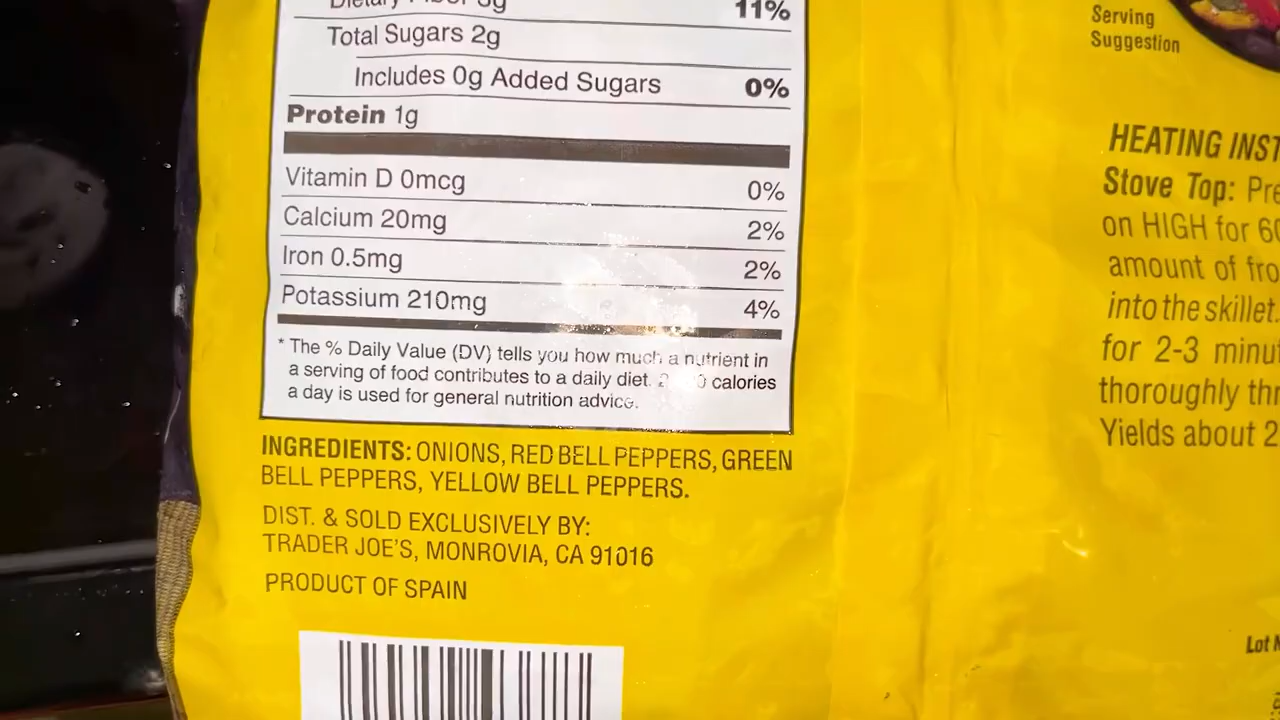 Dietary Fiber 3g 11%
Total Sugars 2g
Includes 0g Added Sugars 0%
Protein 1g
Vitamin D 0mcg 0%
Calcium 20mg 2%
Iron 0.5mg 2%
Potassium 210mg 4%
* The % Daily Value (DV) tells you how much a nutrient in
a serving of food contributes to a daily diet. calories
a day is used for general nutrition advice.
INGREDIENTS: ONIONS, RED BELL PEPPERS, GREEN
BELL PEPPERS, YELLOW BELL PEPPERS.
DIST. & SOLD EXCLUSIVELY BY:
TRADER JOE'S, MONROVIA, CA 91016
PRODUCT OF SPAIN
Serving
Suggestion
HEATING INST
Stove Top: Pre
on HIGH for 60
amount of fro
into the skillet.
for 2-3 minut
thoroughly thr
Yields about 2
Lot N